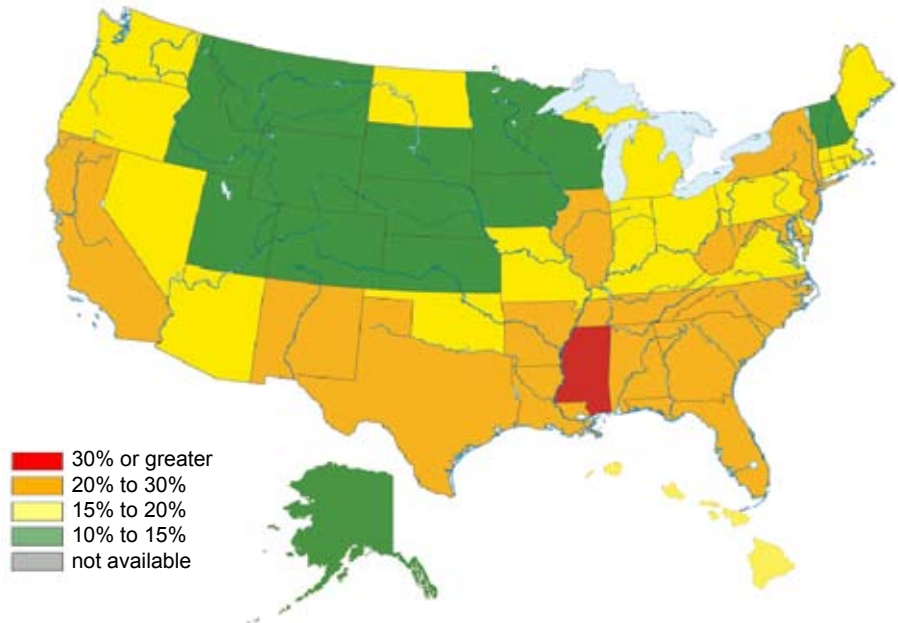 30% or greater
20% to 30%
15% to 20%
10% to 15%
not available